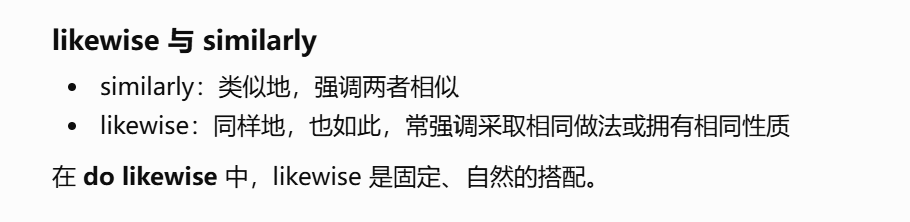 likewise 与 similarly
• similarly：类似地，强调两者相似
• likewise：同样地，也如此，常强调采取相同做法或拥有相同性质
在 do likewise 中，likewise 是固定、自然的搭配。